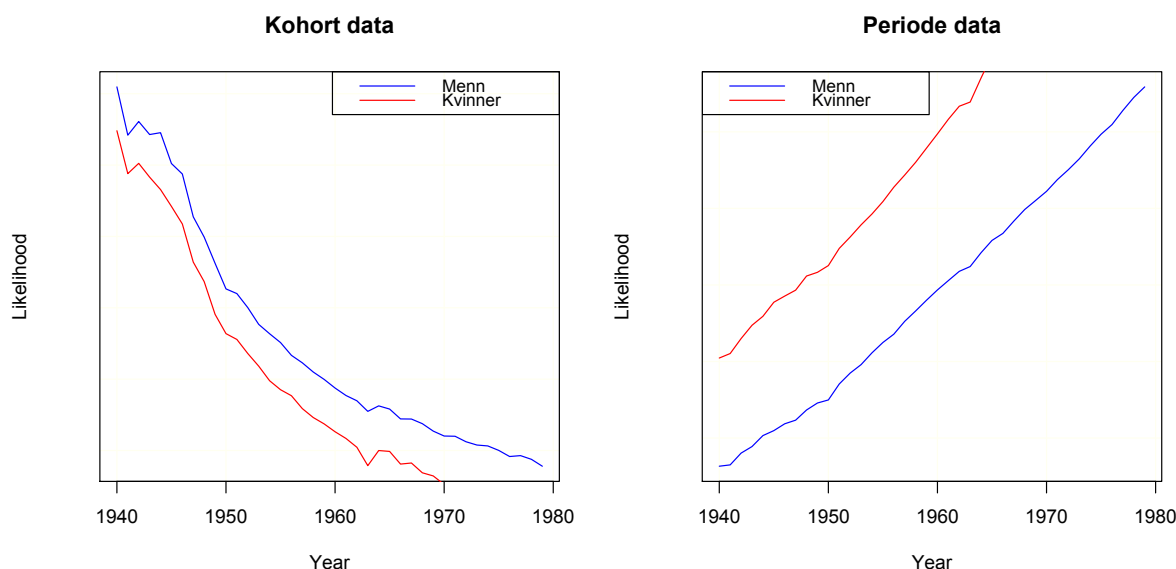 Kohort data
Menn
Kvinner
Likelihood
1940 1950 1960 1970 1980
Year
Periode data
Menn
Kvinner
Likelihood
1940 1950 1960 1970 1980
Year